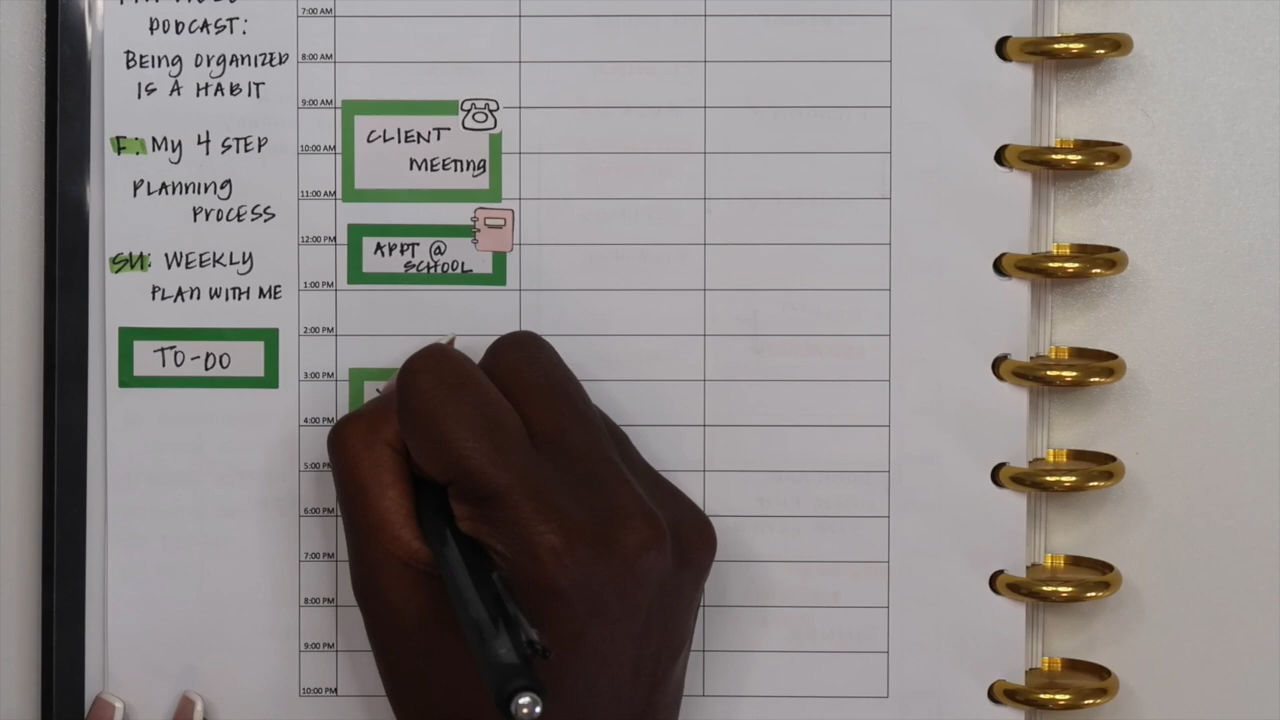 PODCAST:
BEING ORGANIZED
IS A HABIT
F: MY 4 STEP
PLANNING
PROCESS
SU: WEEKLY
PLAN WITH ME
TO-DO
7:00 AM
8:00 AM
9:00 AM
10:00 AM
11:00 AM
12:00 PM
1:00 PM
2:00 PM
3:00 PM
4:00 PM
5:00 PM
6:00 PM
7:00 PM
8:00 PM
9:00 PM
10:00 PM
CLIENT
MEETING
APPT @
SCHOOL